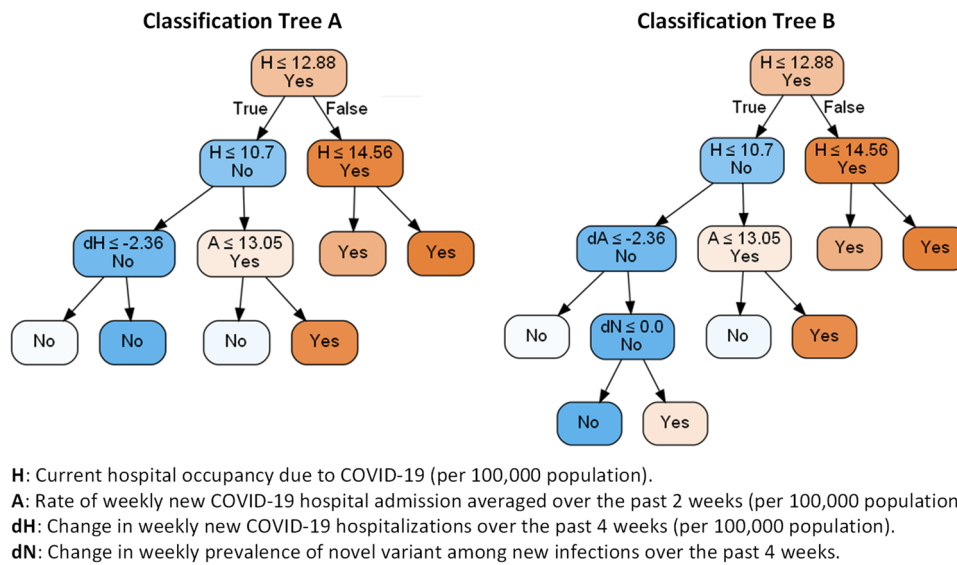 Classification Tree A
Classification Tree B
H ≤ 12.88
Yes
True
False
H ≤ 10.7
No
H ≤ 14.56
Yes
dH ≤ -2.36
No
A ≤ 13.05
Yes
Yes
Yes
No
No
No
Yes
H ≤ 12.88
Yes
True
False
H ≤ 10.7
No
H ≤ 14.56
Yes
dA ≤ -2.36
No
A ≤ 13.05
Yes
Yes
Yes
No
dN ≤ 0.0
No
No
Yes
No
Yes
H: Current hospital occupancy due to COVID-19 (per 100,000 population).
A: Rate of weekly new COVID-19 hospital admission averaged over the past 2 weeks (per 100,000 population
dH: Change in weekly new COVID-19 hospitalizations over the past 4 weeks (per 100,000 population).
dN: Change in weekly prevalence of novel variant among new infections over the past 4 weeks.